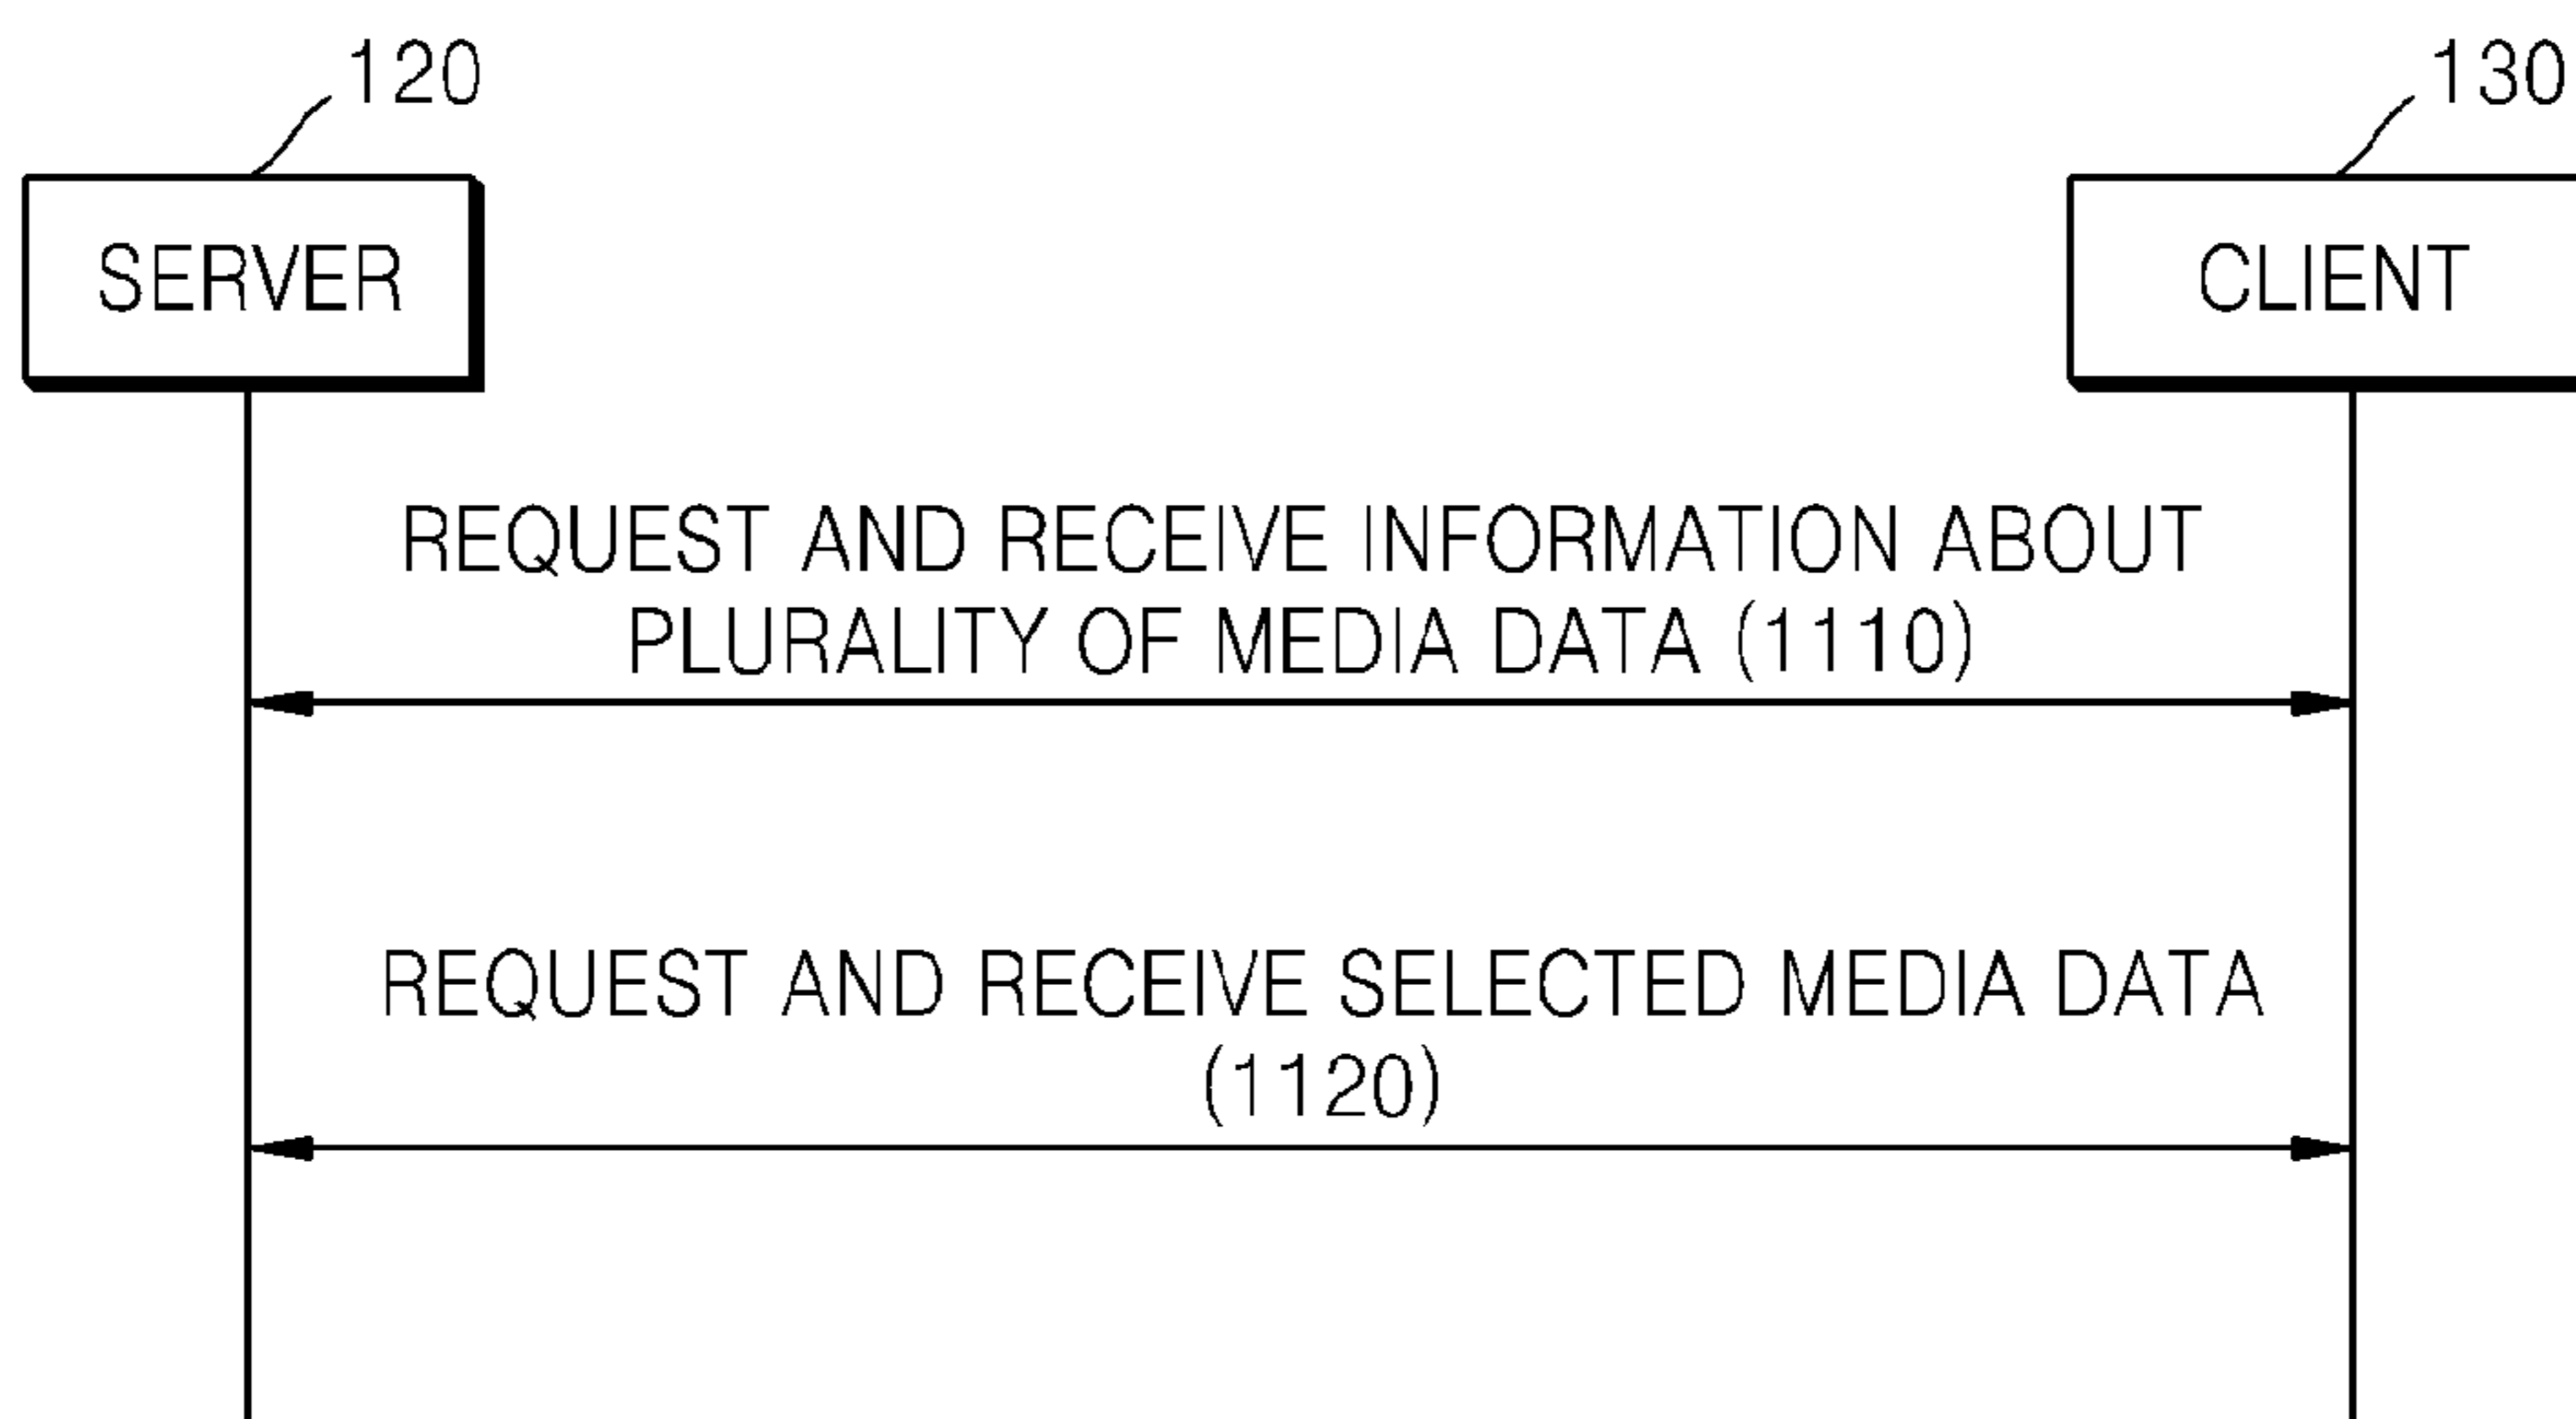 120
130
SERVER
CLIENT
REQUEST AND RECEIVE INFORMATION ABOUT
PLURALITY OF MEDIA DATA (1110)
REQUEST AND RECEIVE SELECTED MEDIA DATA
(1120)